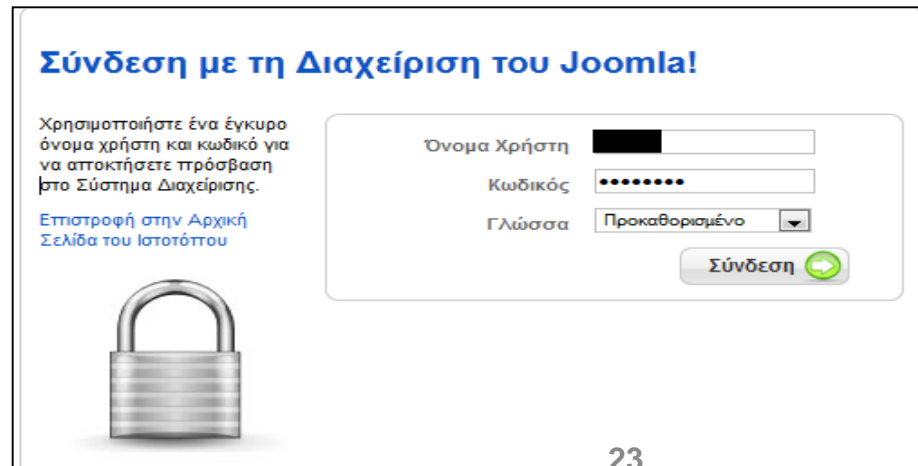 Σύνδεση με τη Διαχείριση του Joomla!
Χρησιμοποιήστε ένα έγκυρο
όνομα χρήστη και κωδικό για
να αποκτήσετε πρόσβαση
στο Σύστημα Διαχείρισης.
Επιστροφή στην Αρχική
Σελίδα του Ιστοτόπου
Όνομα Χρήστη
Κωδικός ••••••••
Γλώσσα Προκαθορισμένο
Σύνδεση
23